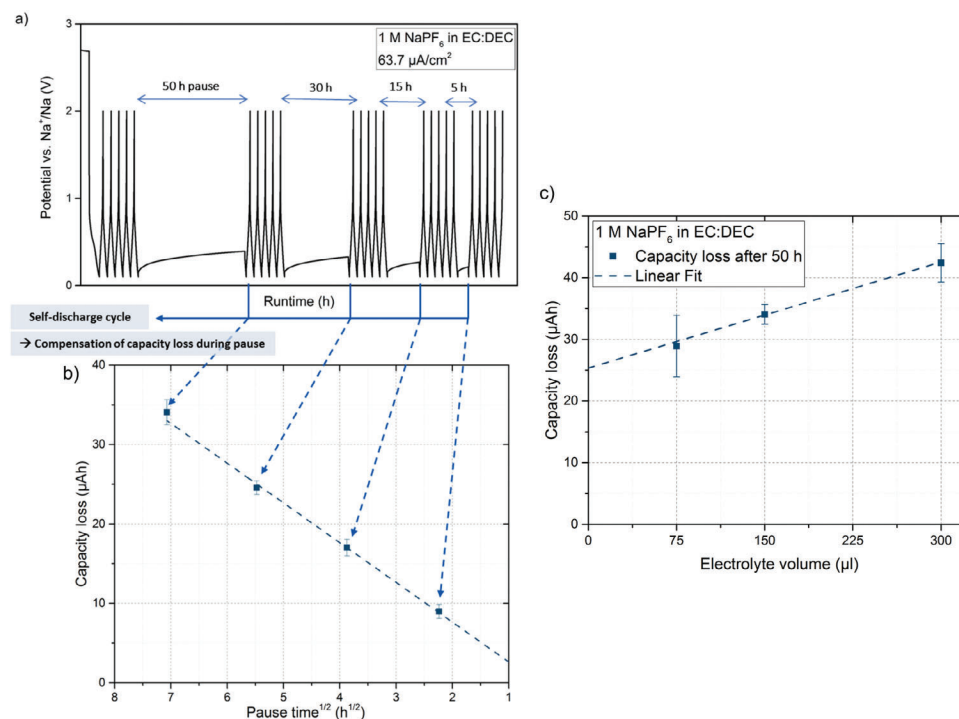 a)
1 M NaPF₆ in EC:DEC
63.7 µA/cm²
50 h pause
30 h
15 h
5 h
3
2
1
0
Potential vs. Na⁺/Na (V)
Runtime (h)
Self-discharge cycle
→ Compensation of capacity loss during pause
b)
40
30
20
10
0
Capacity loss (µAh)
8 7 6 5 4 3 2 1
Pause time¹ᐟ² (h¹ᐟ²)
c)
1 M NaPF₆ in EC:DEC
Capacity loss after 50 h
Linear Fit
50
40
30
20
10
0
Capacity loss (µAh)
0 75 150 225 300
Electrolyte volume (µl)